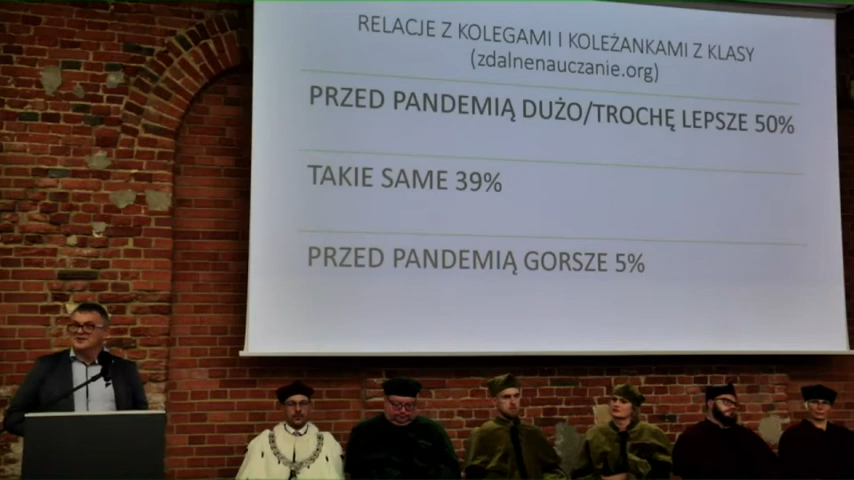 RELACJE Z KOLEGAMI I KOLEŻANKAMI Z KLASY
(zdalnenauczanie.org)
PRZED PANDEMIĄ DUŻO/TROCHĘ LEPSZE 50%
TAKIE SAME 39%
PRZED PANDEMIĄ GORSZE 5%